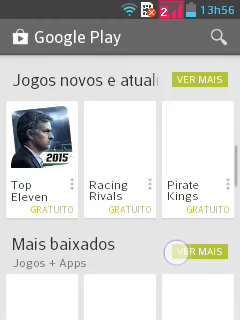 2 13h56
Google Play
Jogos novos e atuali VER MAIS
2015
Top Eleven
GRATUITO
Racing Rivals
GRATUITO
Pirate Kings
GRATUITO
Mais baixados VER MAIS
Jogos + Apps